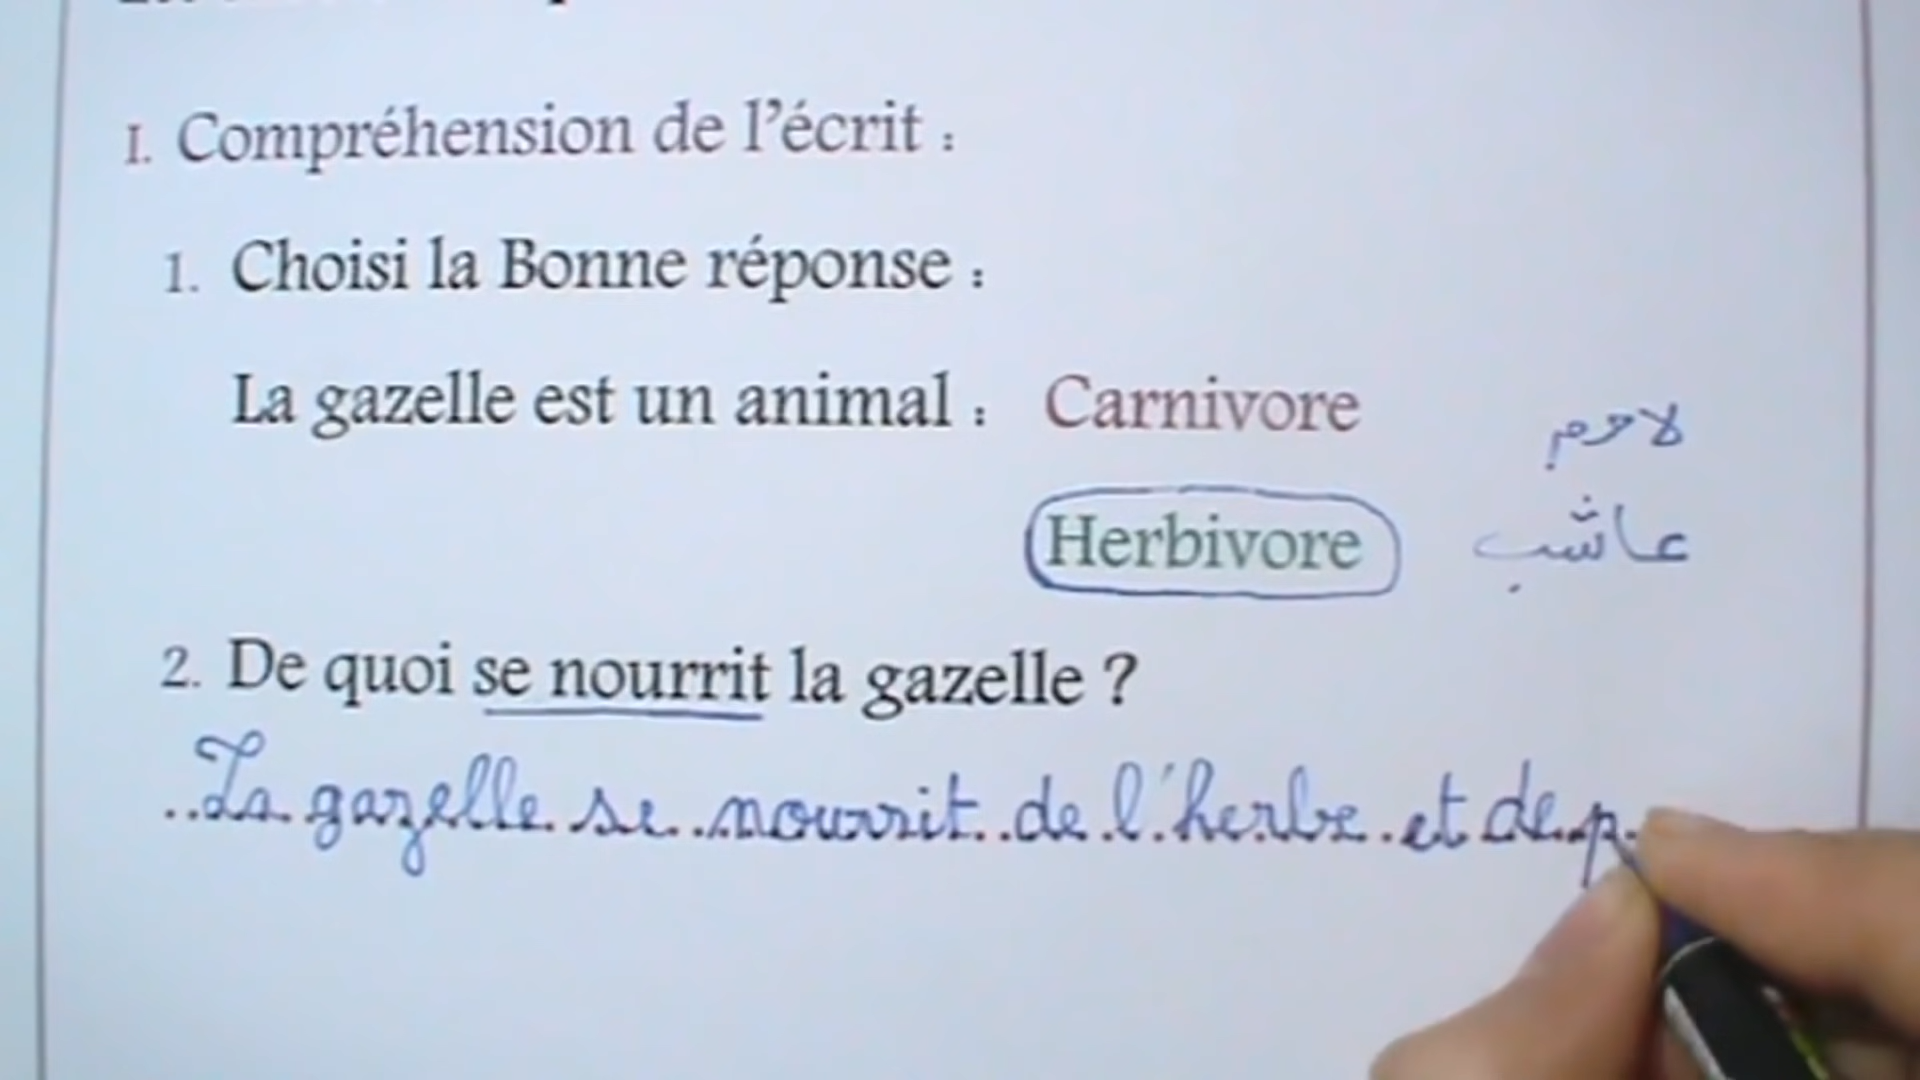 I. Compréhension de l'écrit :
1. Choisi la Bonne réponse :
La gazelle est un animal : Carnivore لاحم
Herbivore عاشب
2. De quoi se nourrit la gazelle ?
La gazelle se nourrit de l'herbe et de p